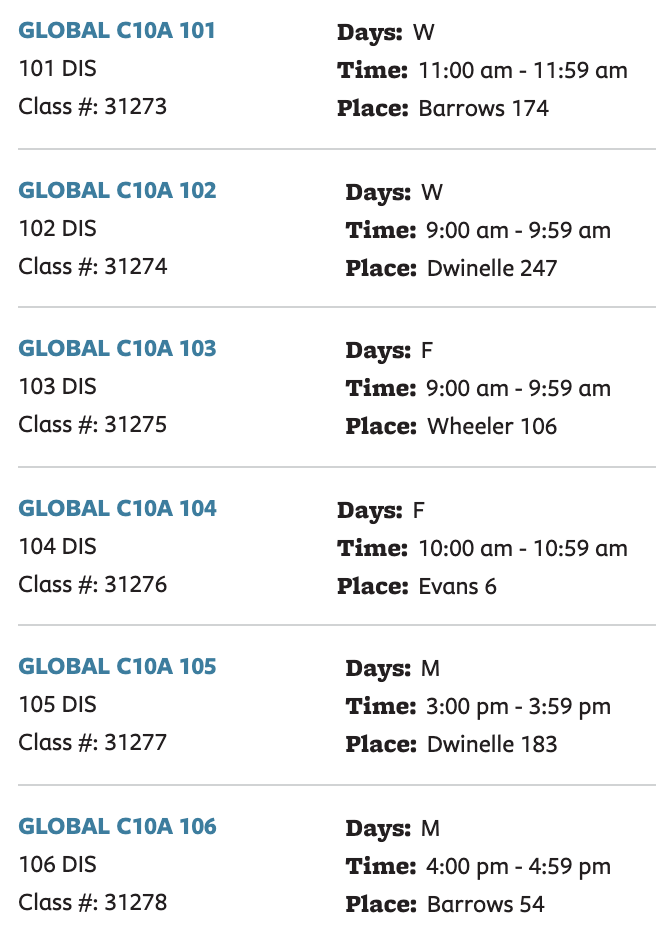 GLOBAL C10A 101
101 DIS
Class #: 31273
Days: W
Time: 11:00 am - 11:59 am
Place: Barrows 174
GLOBAL C10A 102
102 DIS
Class #: 31274
Days: W
Time: 9:00 am - 9:59 am
Place: Dwinelle 247
GLOBAL C10A 103
103 DIS
Class #: 31275
Days: F
Time: 9:00 am - 9:59 am
Place: Wheeler 106
GLOBAL C10A 104
104 DIS
Class #: 31276
Days: F
Time: 10:00 am - 10:59 am
Place: Evans 6
GLOBAL C10A 105
105 DIS
Class #: 31277
Days: M
Time: 3:00 pm - 3:59 pm
Place: Dwinelle 183
GLOBAL C10A 106
106 DIS
Class #: 31278
Days: M
Time: 4:00 pm - 4:59 pm
Place: Barrows 54